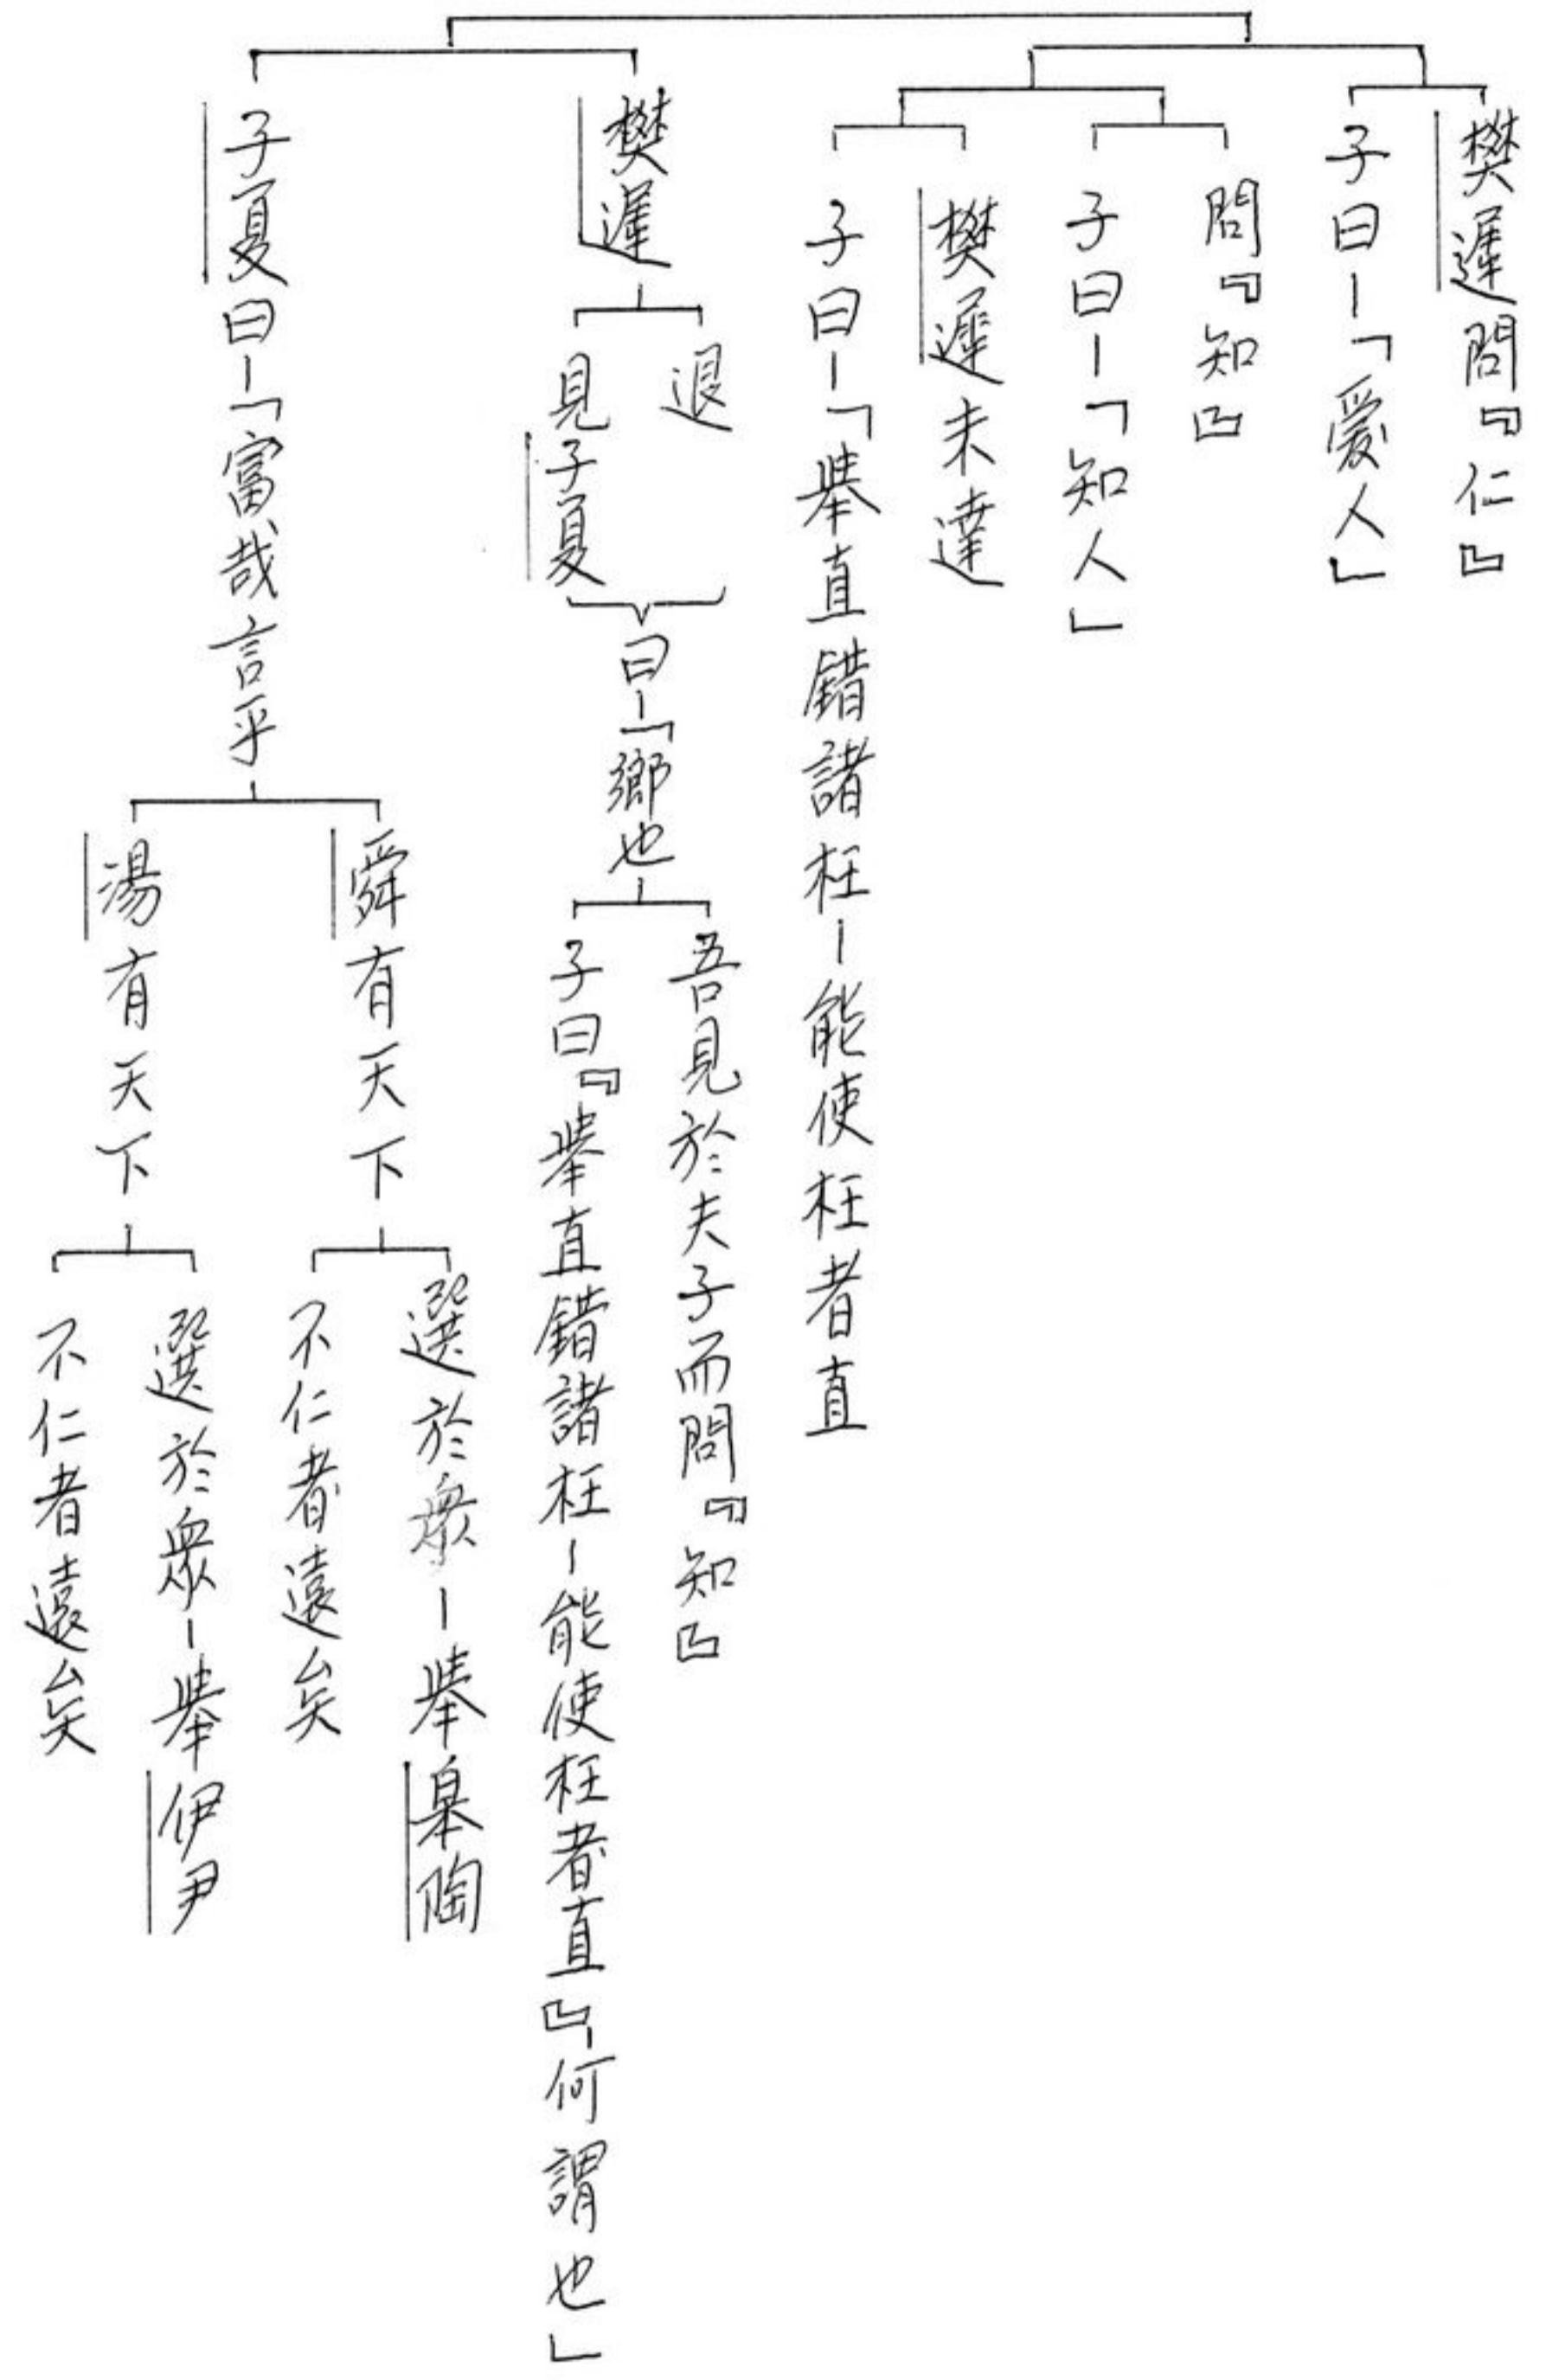 樊遲問『仁』
子曰－「愛人」
問『知』
子曰－「知人」
樊遲未達
子曰－「舉直錯諸枉－能使枉者直
樊遲
退
見子夏
曰－「鄉也
吾見於夫子而問『知』
子曰『舉直錯諸枉－能使枉者直』－何謂也」
子夏曰－「富哉言乎
舜有天下
選於衆－舉皋陶
不仁者遠矣
湯有天下
選於衆－舉伊尹
不仁者遠矣